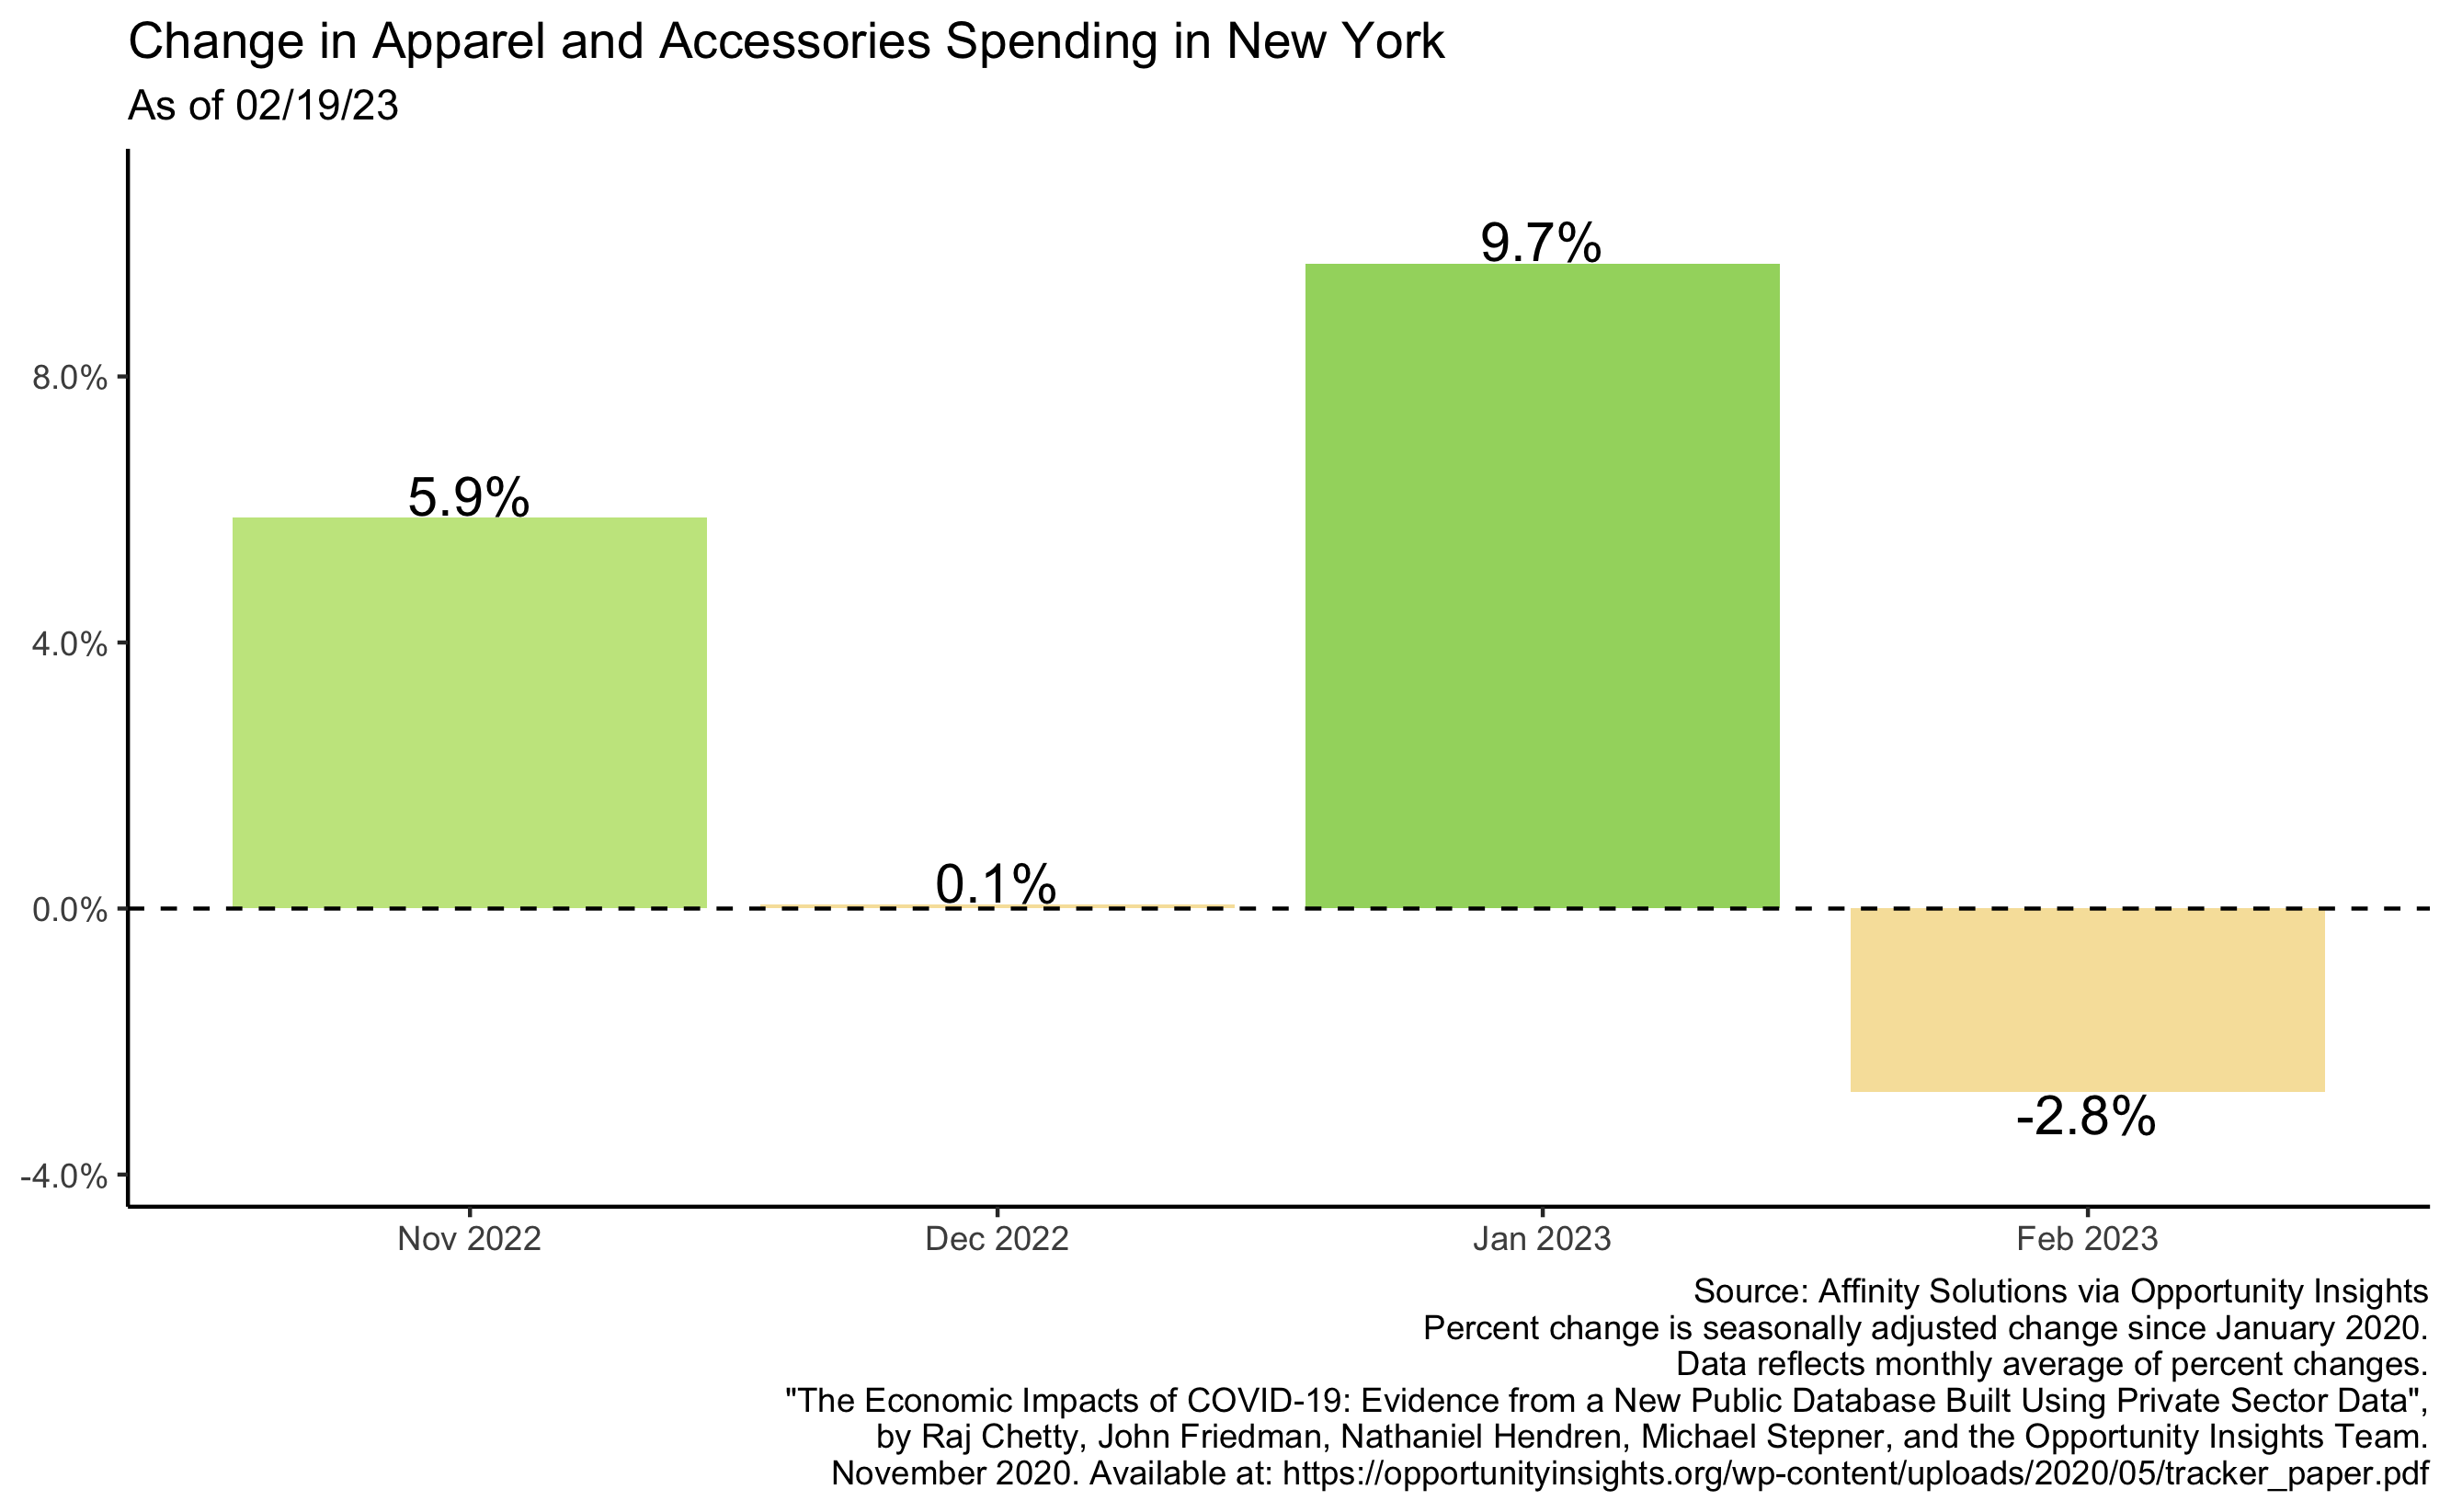 Change in Apparel and Accessories Spending in New York
As of 02/19/23
9.7%
8.0%
5.9%
4.0%
0.1%
0.0%
-2.8%
-4.0%
Nov 2022 Dec 2022 Jan 2023 Feb 2023
Source: Affinity Solutions via Opportunity Insights
Percent change is seasonally adjusted change since January 2020.
Data reflects monthly average of percent changes.
"The Economic Impacts of COVID-19: Evidence from a New Public Database Built Using Private Sector Data",
by Raj Chetty, John Friedman, Nathaniel Hendren, Michael Stepner, and the Opportunity Insights Team.
November 2020. Available at: https://opportunityinsights.org/wp-content/uploads/2020/05/tracker_paper.pdf